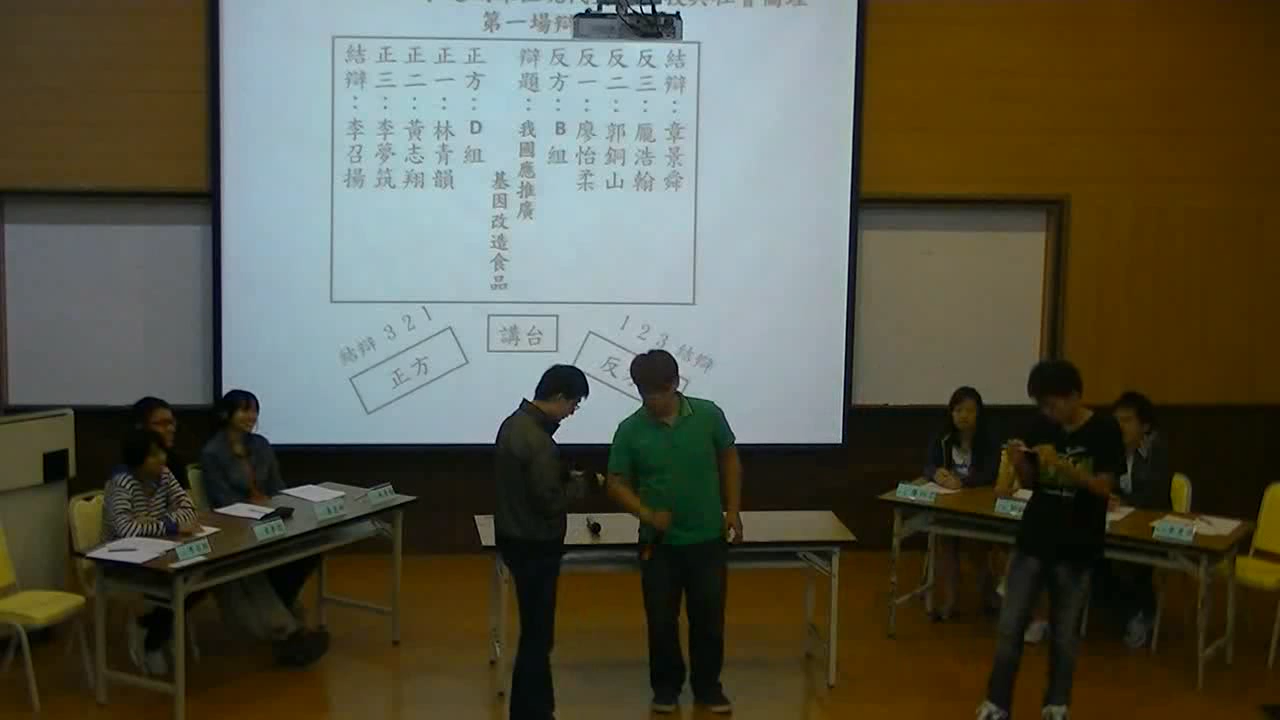 第一場辯
結辯：章景舜
反三：龐浩翰
反二：郭銅山
反一：廖怡柔
反方：B組
辯題：我國應推廣
基因改造食品
正方：D組
正一：林青韻
正二：黃志翔
正三：李夢筑
結辯：李召揚
結辯 3 2 1
講台
1 2 3 結辯
正方
反